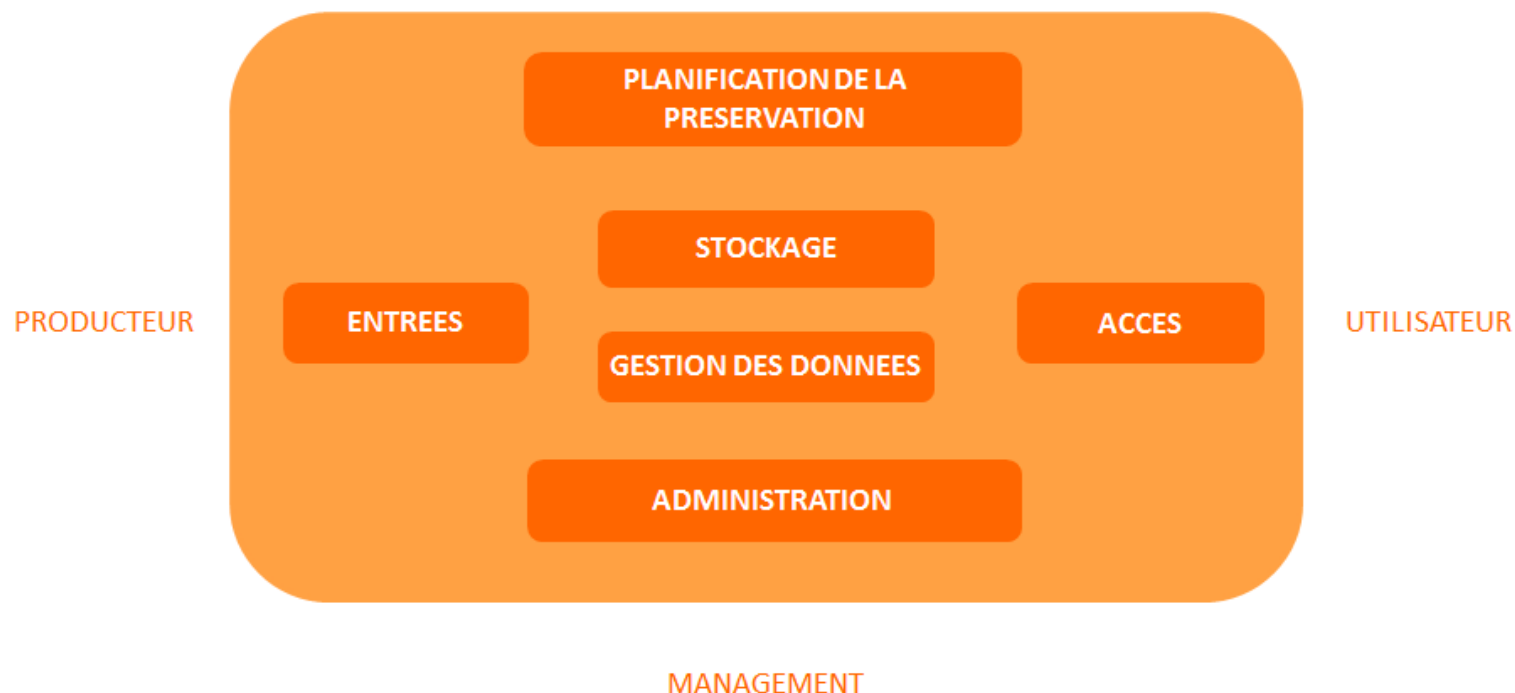 PLANIFICATION DE LA
PRESERVATION
STOCKAGE
PRODUCTEUR
ENTREES
ACCES
UTILISATEUR
GESTION DES DONNEES
ADMINISTRATION
MANAGEMENT